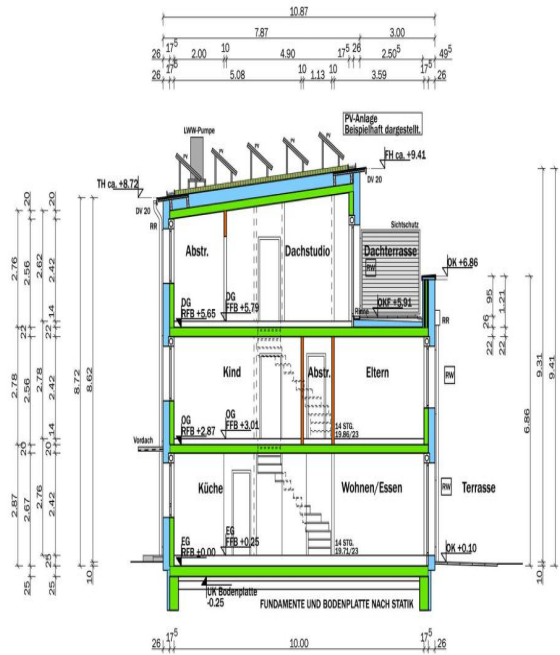 10.87
7.87 3.00
26 17⁵ 2.00 10 4.90 17⁵ 26 2.50⁵ 49⁵
26 17⁵ 5.08 10 1.13 10 3.59 17⁵ 26
PV-Anlage
Beispielhaft dargestellt.
LWW-Pumpe
PV PV PV PV PV
FH ca. +9.41
TH ca. +8.72
DV 20
DV 20
RR
Sichtschutz
Abstr. Dachstudio Dachterrasse
RW
OK +6.86
DG
RFB +5.65
OG
FFB +5.79
Rinne
OKF +5.91
RR
Kind Abstr. Eltern
RW
OG
RFB +2.87
OG
FFB +3.01
14 STG.
19.86/23
Vordach
Küche Wohnen/Essen Terrasse
RW
EG
RFB ±0.00
EG
FFB +0.25
14 STG.
19.71/23
OK +0.10
UK Bodenplatte
-0.25
FUNDAMENTE UND BODENPLATTE NACH STATIK
26 17⁵ 10.00 17⁵ 26
20 20 20
2.76 2.56 2.62 2.42
14
22 22
2.78 2.56 2.78 2.42
14
20 20
2.87 2.67 2.76 2.42
25 25 25
8.72 8.62
10
95 1.21
26
22 22
6.86
9.31 9.41
10